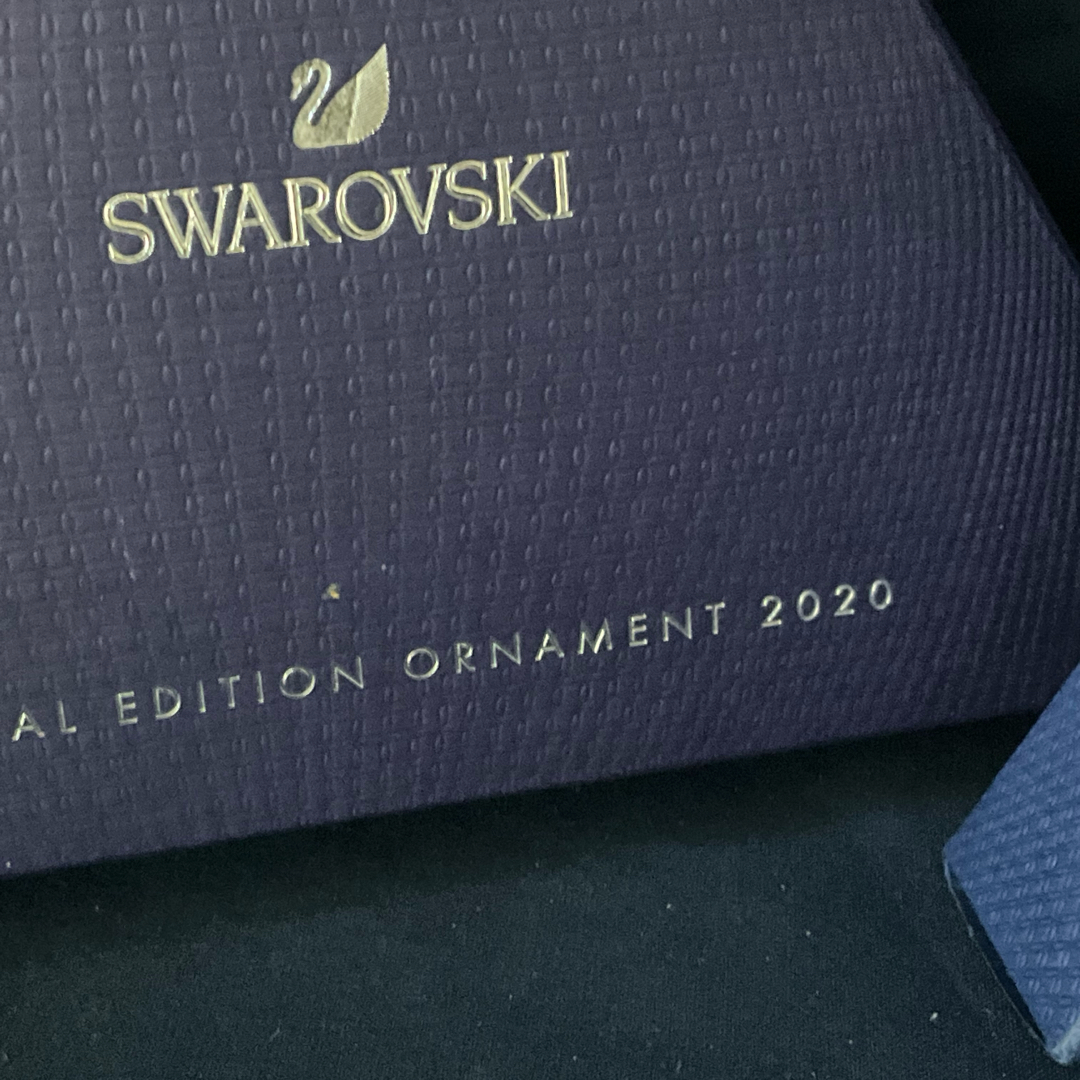 SWAROVSKI
AL EDITION ORNAMENT 2020